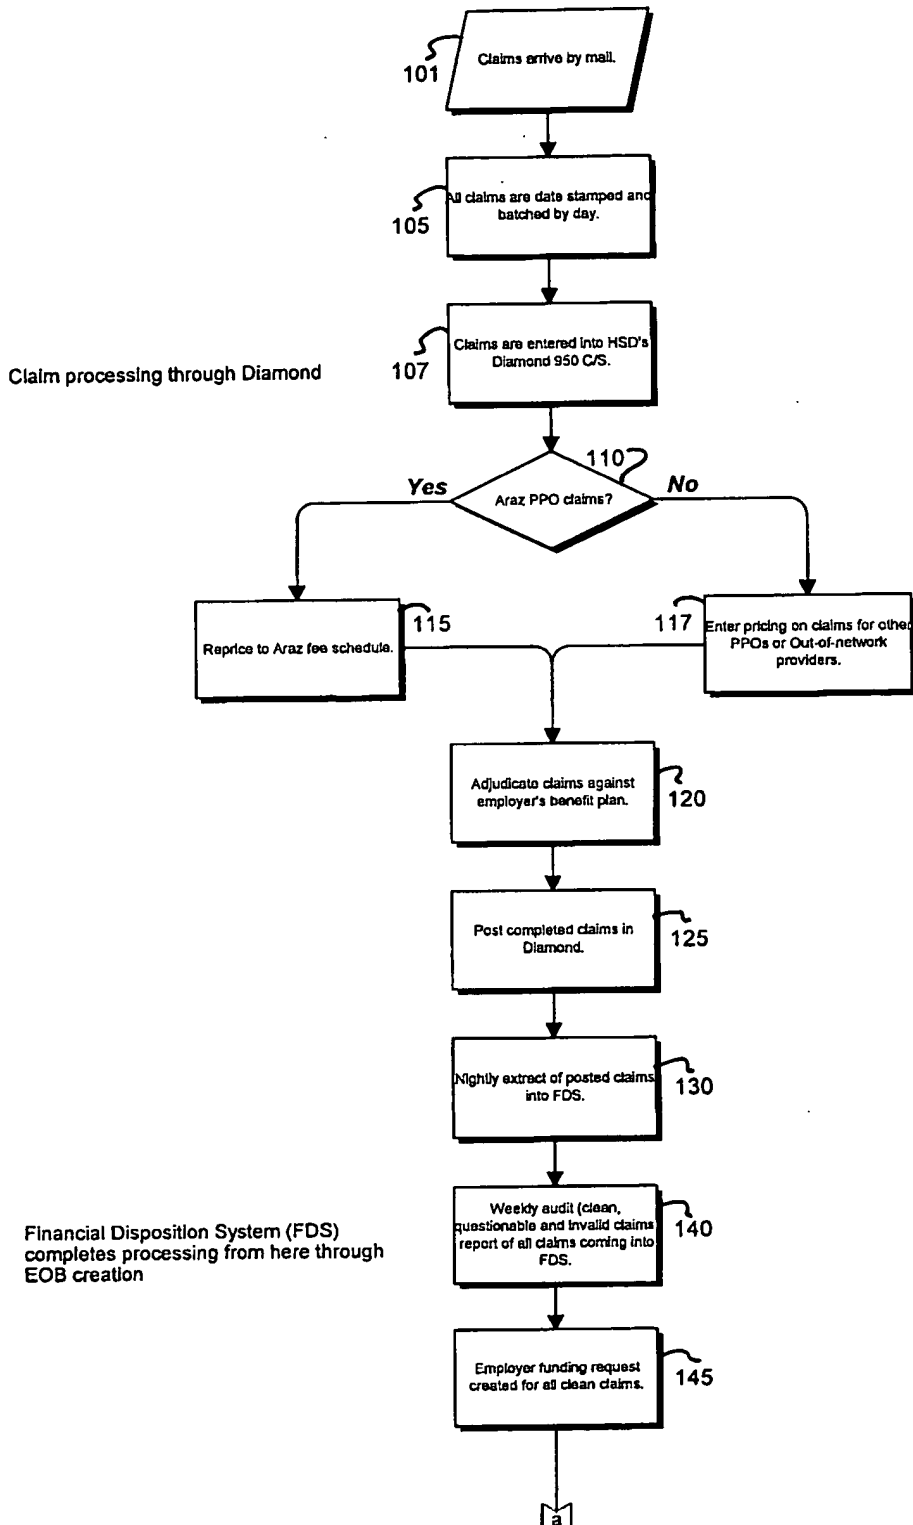 Claims arrive by mail.
101
All claims are date stamped and
batched by day.
105
Claims are entered into HSD's
Diamond 950 C/S.
107
Claim processing through Diamond
110
Yes
No
Araz PPO claims?
Reprice to Araz fee schedule.
115
117
Enter pricing on claims for other
PPOs or Out-of-network
providers.
Adjudicate claims against
employer's benefit plan.
120
Post completed claims in
Diamond.
125
Nightly extract of posted claims
into FDS.
130
Weekly audit (clean,
questionable and invalid claims
report of all claims coming into
FDS.
140
Financial Disposition System (FDS)
completes processing from here through
EOB creation
Employer funding request
created for all clean claims.
145
a